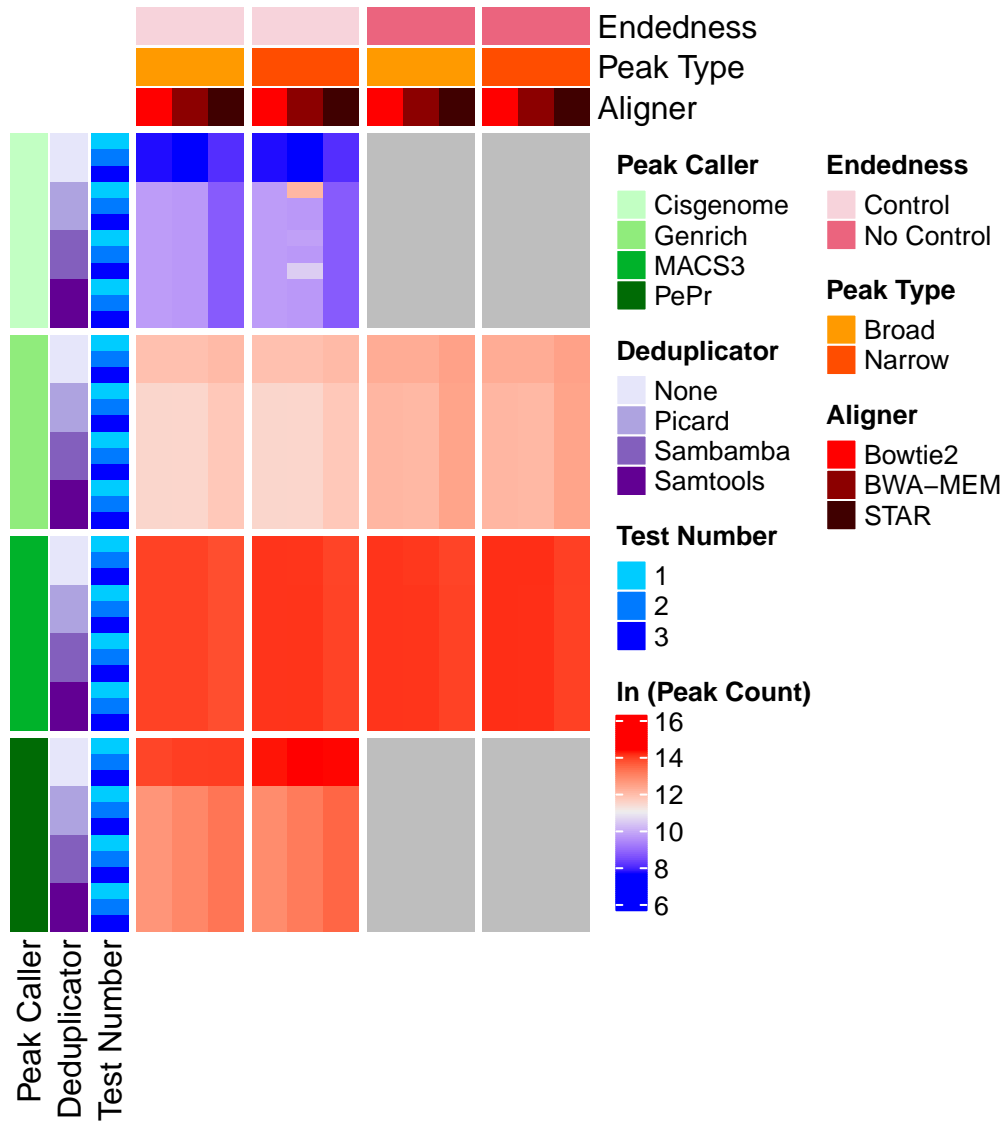 Endedness
Peak Type
Aligner
Peak Caller
Cisgenome
Genrich
MACS3
PePr
Deduplicator
None
Picard
Sambamba
Samtools
Test Number
1
2
3
ln (Peak Count)
16
14
12
10
8
6
Endedness
Control
No Control
Peak Type
Broad
Narrow
Aligner
Bowtie2
BWA−MEM
STAR
Peak Caller
Deduplicator
Test Number